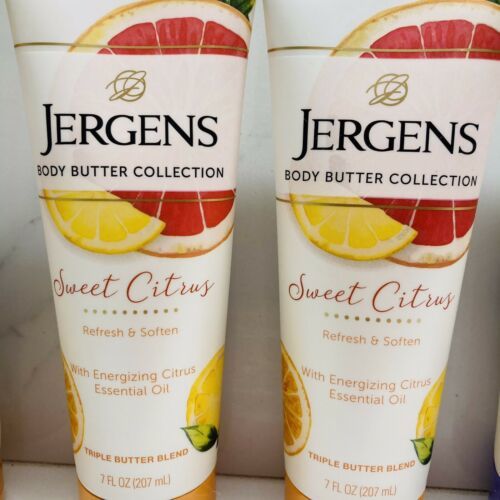 JERGENS
BODY BUTTER COLLECTION
Sweet Citrus
Refresh & Soften
With Energizing Citrus
Essential Oil
TRIPLE BUTTER BLEND
7 FL OZ (207 mL)
JERGENS
BODY BUTTER COLLECTION
Sweet Citrus
Refresh & Soften
With Energizing Citrus
Essential Oil
TRIPLE BUTTER BLEND
7 FL OZ (207 mL)